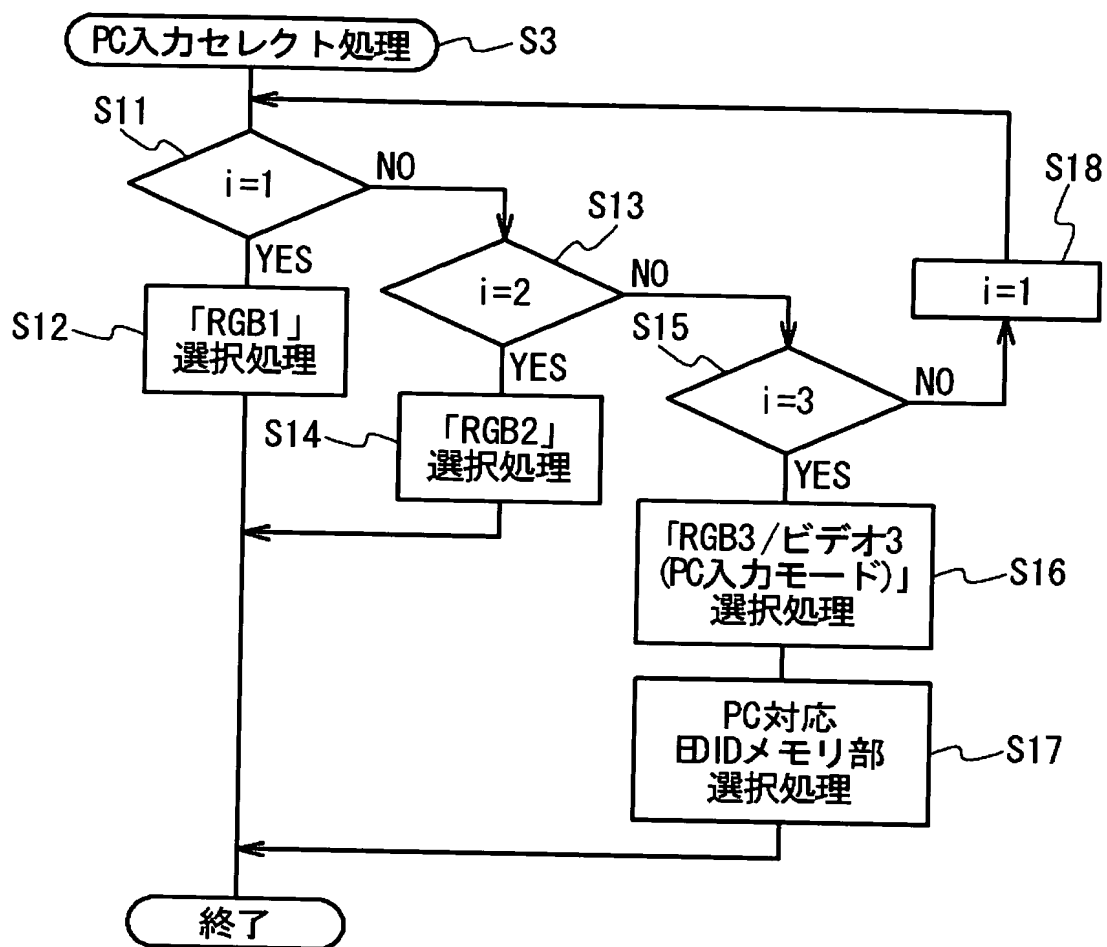 PC入力セレクト処理
S3
S11
i=1
NO
YES
S12
「RGB1」
選択処理
S13
i=2
NO
YES
S14
「RGB2」
選択処理
S15
i=3
NO
YES
S18
i=1
「RGB3/ビデオ3
(PC入力モード)」
選択処理
S16
PC対応
EDIDメモリ部
選択処理
S17
終了